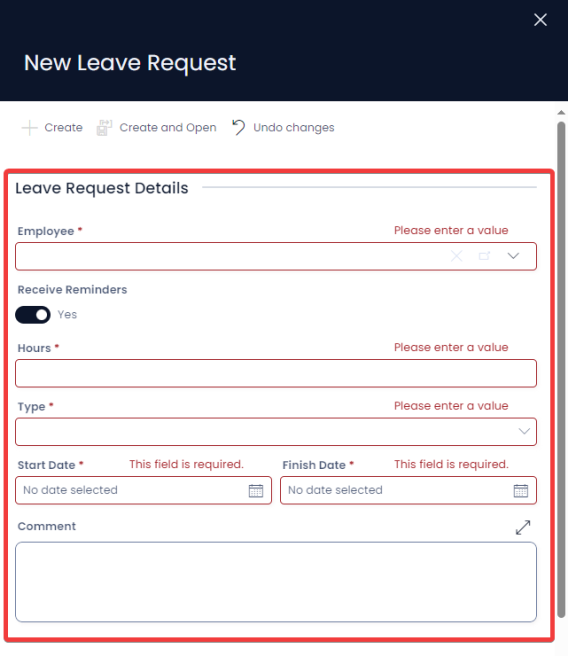 New Leave Request
Create Create and Open Undo changes
Leave Request Details
Employee * Please enter a value
Receive Reminders
Yes
Hours * Please enter a value
Type * Please enter a value
Start Date * This field is required. Finish Date * This field is required.
No date selected No date selected
Comment